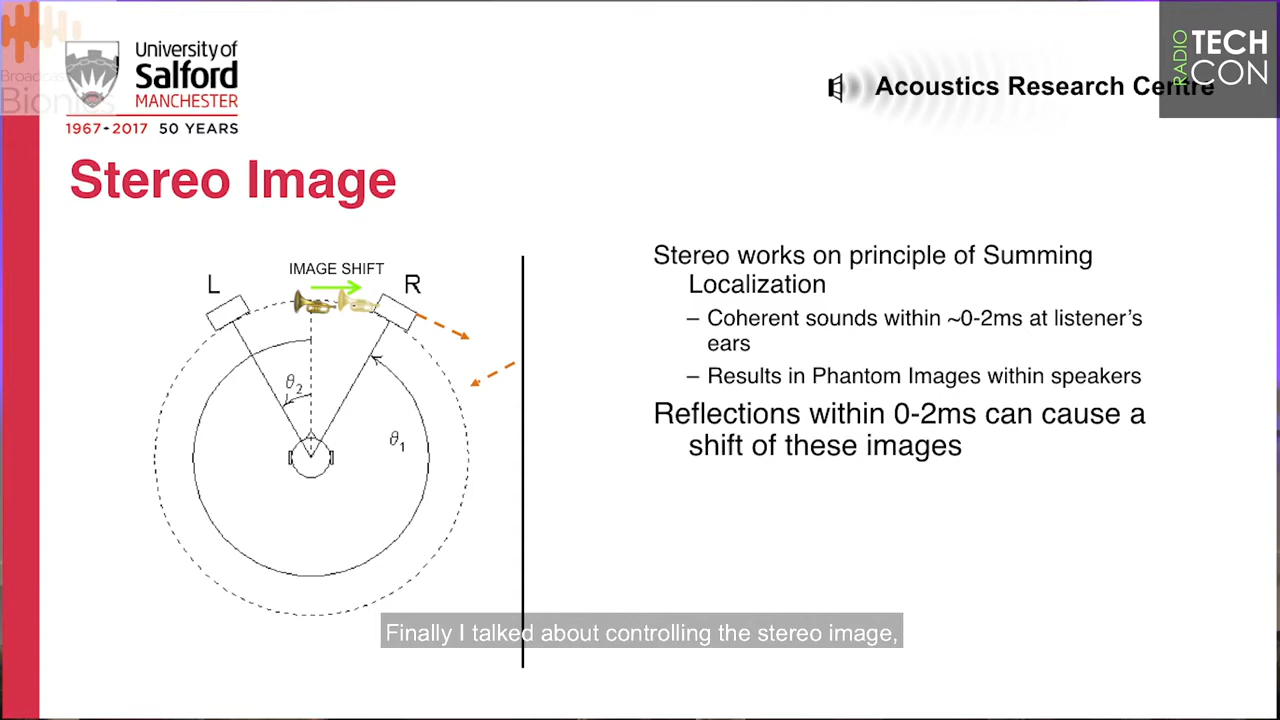 Broadcast
Bionics
University of
Salford
MANCHESTER
1967-2017 50 YEARS
Acoustics Research Centre
RADIO
TECH
CON
Stereo Image
IMAGE SHIFT
L
R
θ2
θ1
Stereo works on principle of Summing
Localization
– Coherent sounds within ~0-2ms at listener's
ears
– Results in Phantom Images within speakers
Reflections within 0-2ms can cause a
shift of these images
Finally I talked about controlling the stereo image,